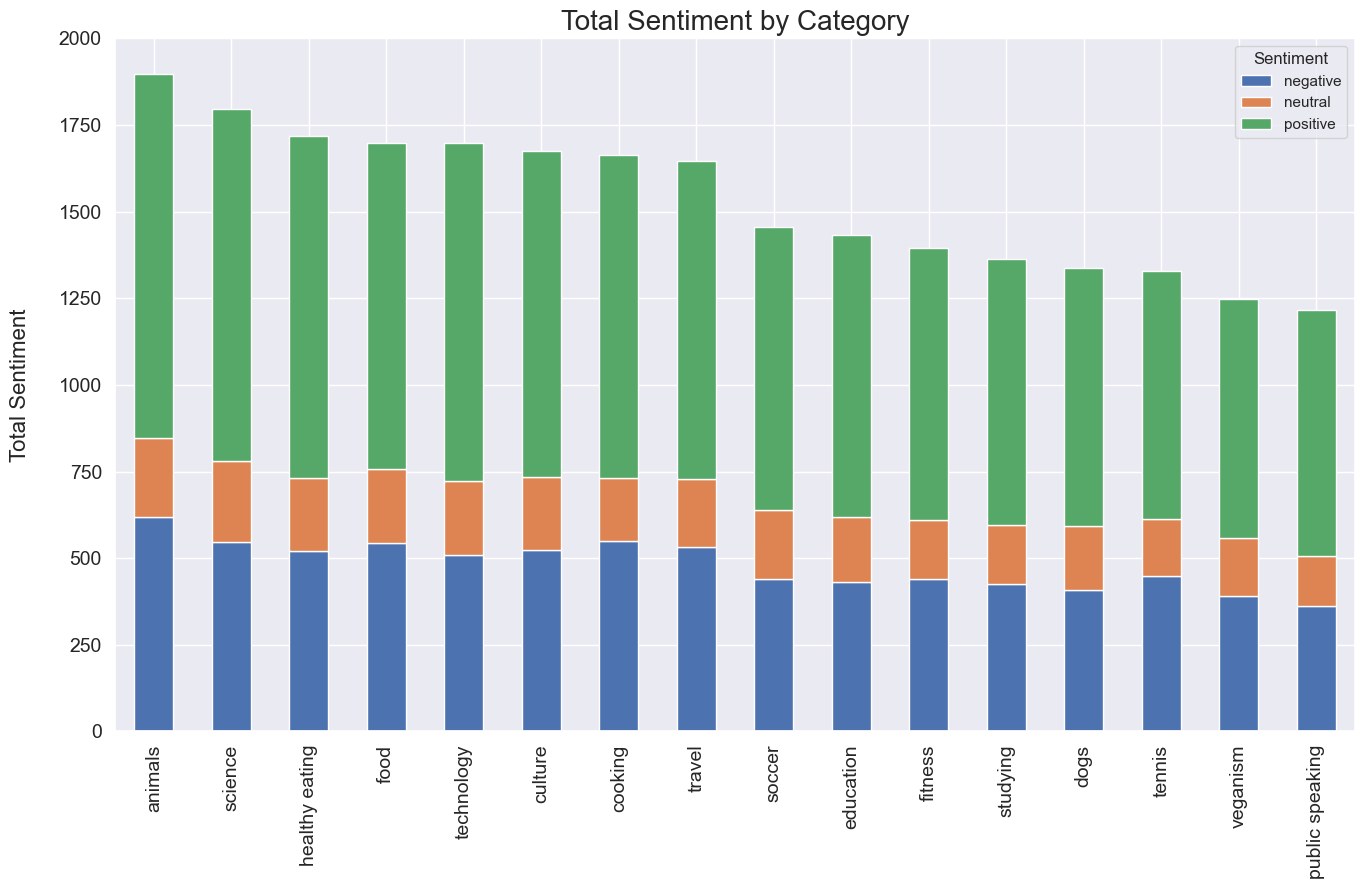 Total Sentiment by Category
Sentiment
negative
neutral
positive
Total Sentiment
2000
1750
1500
1250
1000
750
500
250
0
animals
science
healthy eating
food
technology
culture
cooking
travel
soccer
education
fitness
studying
dogs
tennis
veganism
public speaking